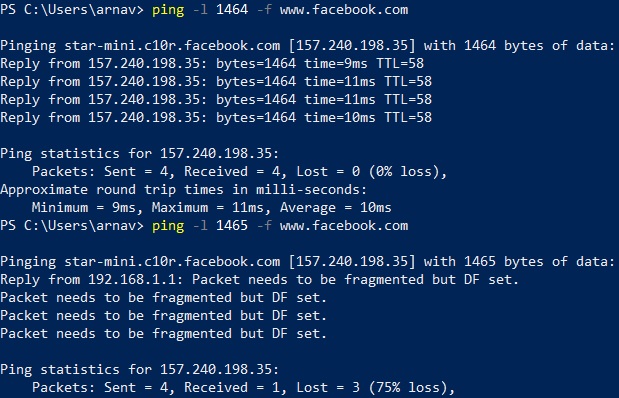 PS C:\Users\arnav> ping -l 1464 -f www.facebook.com
Pinging star-mini.c10r.facebook.com [157.240.198.35] with 1464 bytes of data:
Reply from 157.240.198.35: bytes=1464 time=9ms TTL=58
Reply from 157.240.198.35: bytes=1464 time=11ms TTL=58
Reply from 157.240.198.35: bytes=1464 time=11ms TTL=58
Reply from 157.240.198.35: bytes=1464 time=10ms TTL=58
Ping statistics for 157.240.198.35:
Packets: Sent = 4, Received = 4, Lost = 0 (0% loss),
Approximate round trip times in milli-seconds:
Minimum = 9ms, Maximum = 11ms, Average = 10ms
PS C:\Users\arnav> ping -l 1465 -f www.facebook.com
Pinging star-mini.c10r.facebook.com [157.240.198.35] with 1465 bytes of data:
Reply from 192.168.1.1: Packet needs to be fragmented but DF set.
Packet needs to be fragmented but DF set.
Packet needs to be fragmented but DF set.
Packet needs to be fragmented but DF set.
Ping statistics for 157.240.198.35:
Packets: Sent = 4, Received = 1, Lost = 3 (75% loss),